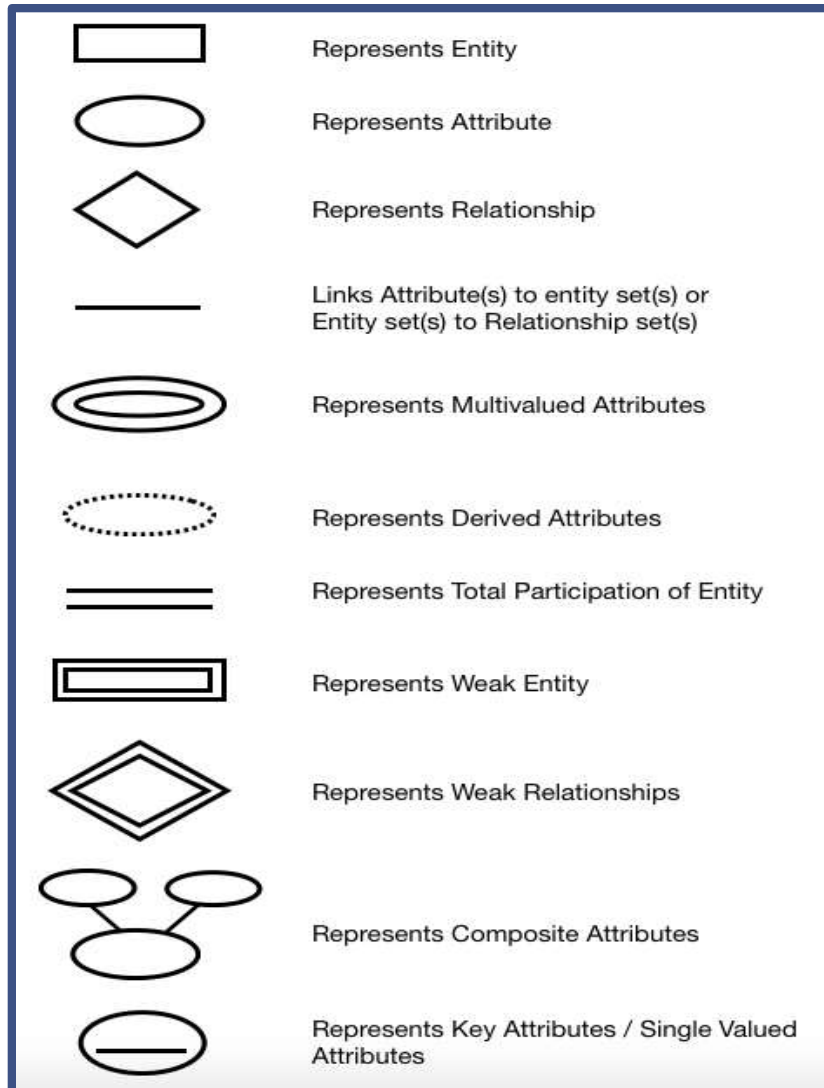 Represents Entity
Represents Attribute
Represents Relationship
Links Attribute(s) to entity set(s) or
Entity set(s) to Relationship set(s)
Represents Multivalued Attributes
Represents Derived Attributes
Represents Total Participation of Entity
Represents Weak Entity
Represents Weak Relationships
Represents Composite Attributes
Represents Key Attributes / Single Valued
Attributes